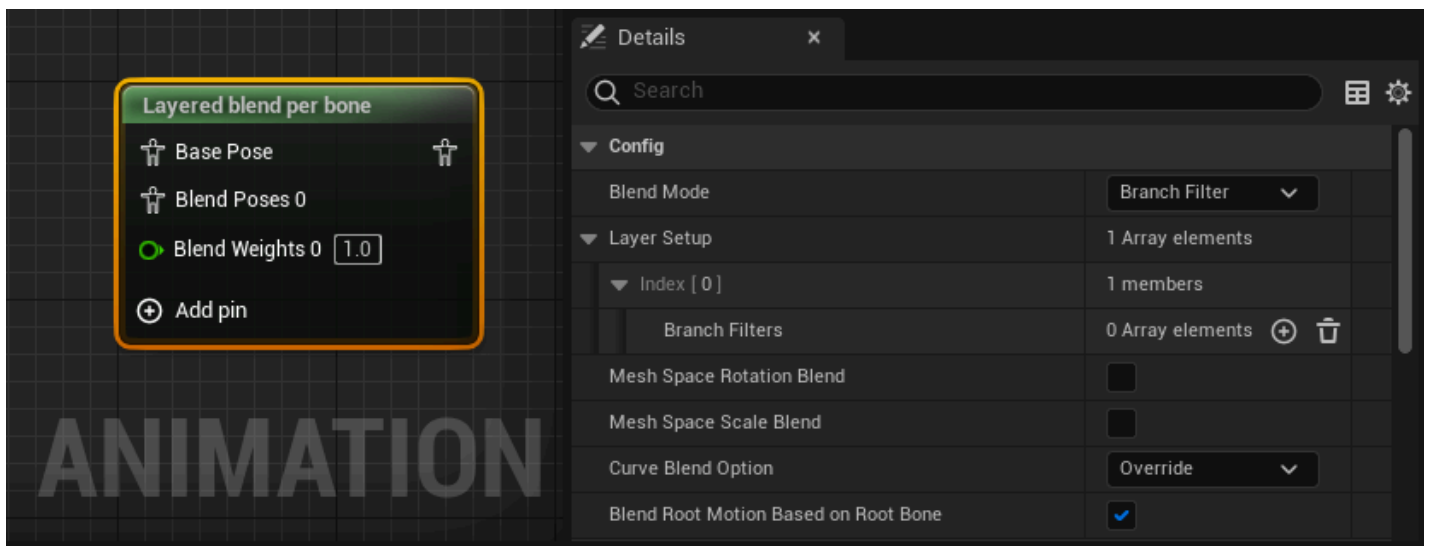 Layered blend per bone
Base Pose
Blend Poses 0
Blend Weights 0 1.0
Add pin
ANIMATION
Details
Search
Config
Blend Mode Branch Filter
Layer Setup 1 Array elements
Index [ 0 ] 1 members
Branch Filters 0 Array elements
Mesh Space Rotation Blend
Mesh Space Scale Blend
Curve Blend Option Override
Blend Root Motion Based on Root Bone